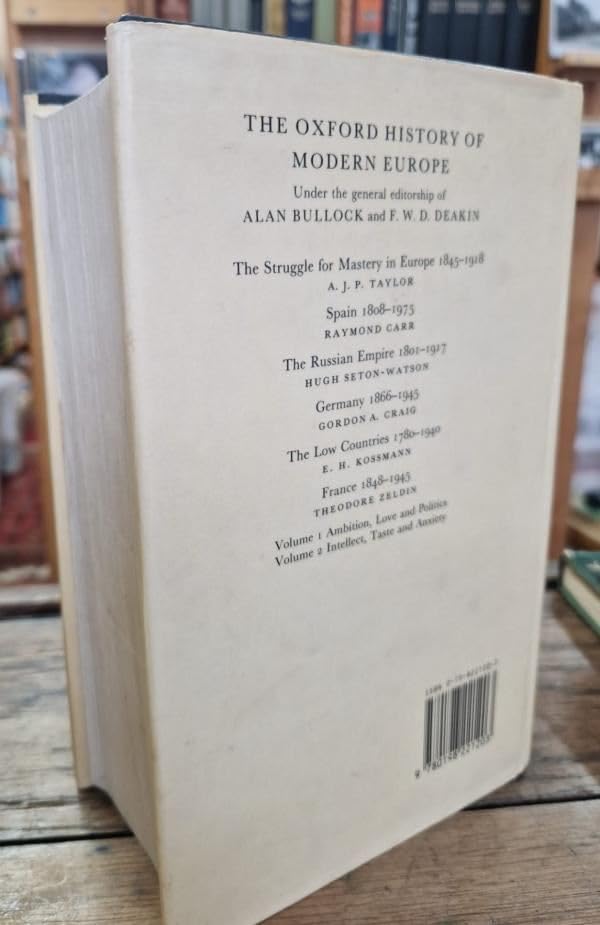 THE OXFORD HISTORY OF
MODERN EUROPE
Under the general editorship of
ALAN BULLOCK and F. W. D. DEAKIN
The Struggle for Mastery in Europe 1845–1918
A. J. P. TAYLOR
Spain 1808–1975
RAYMOND CARR
The Russian Empire 1801–1917
HUGH SETON-WATSON
Germany 1866–1945
GORDON A. CRAIG
The Low Countries 1780–1940
E. H. KOSSMANN
France 1848–1945
THEODORE ZELDIN
Volume 1 Ambition, Love and Politics
Volume 2 Intellect, Taste and Anxiety
ISBN